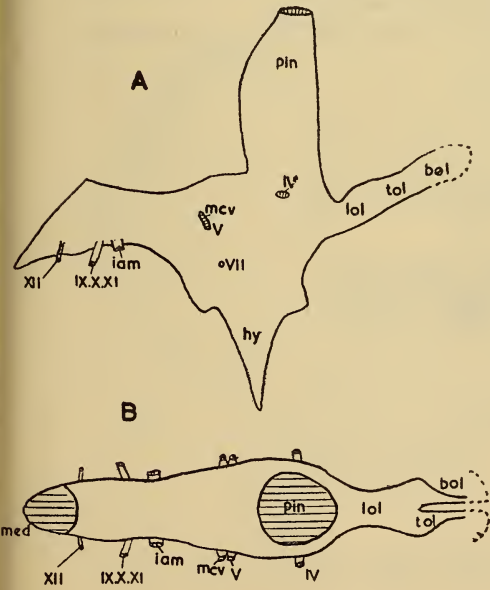 A
pin
IV
bol
tol
lol
mcv
V
VII
iam
XII
IX.X.XI
hy
B
bol
pin
lol
tol
med
iam
XII
IX.X.XI
mcv
V
IV